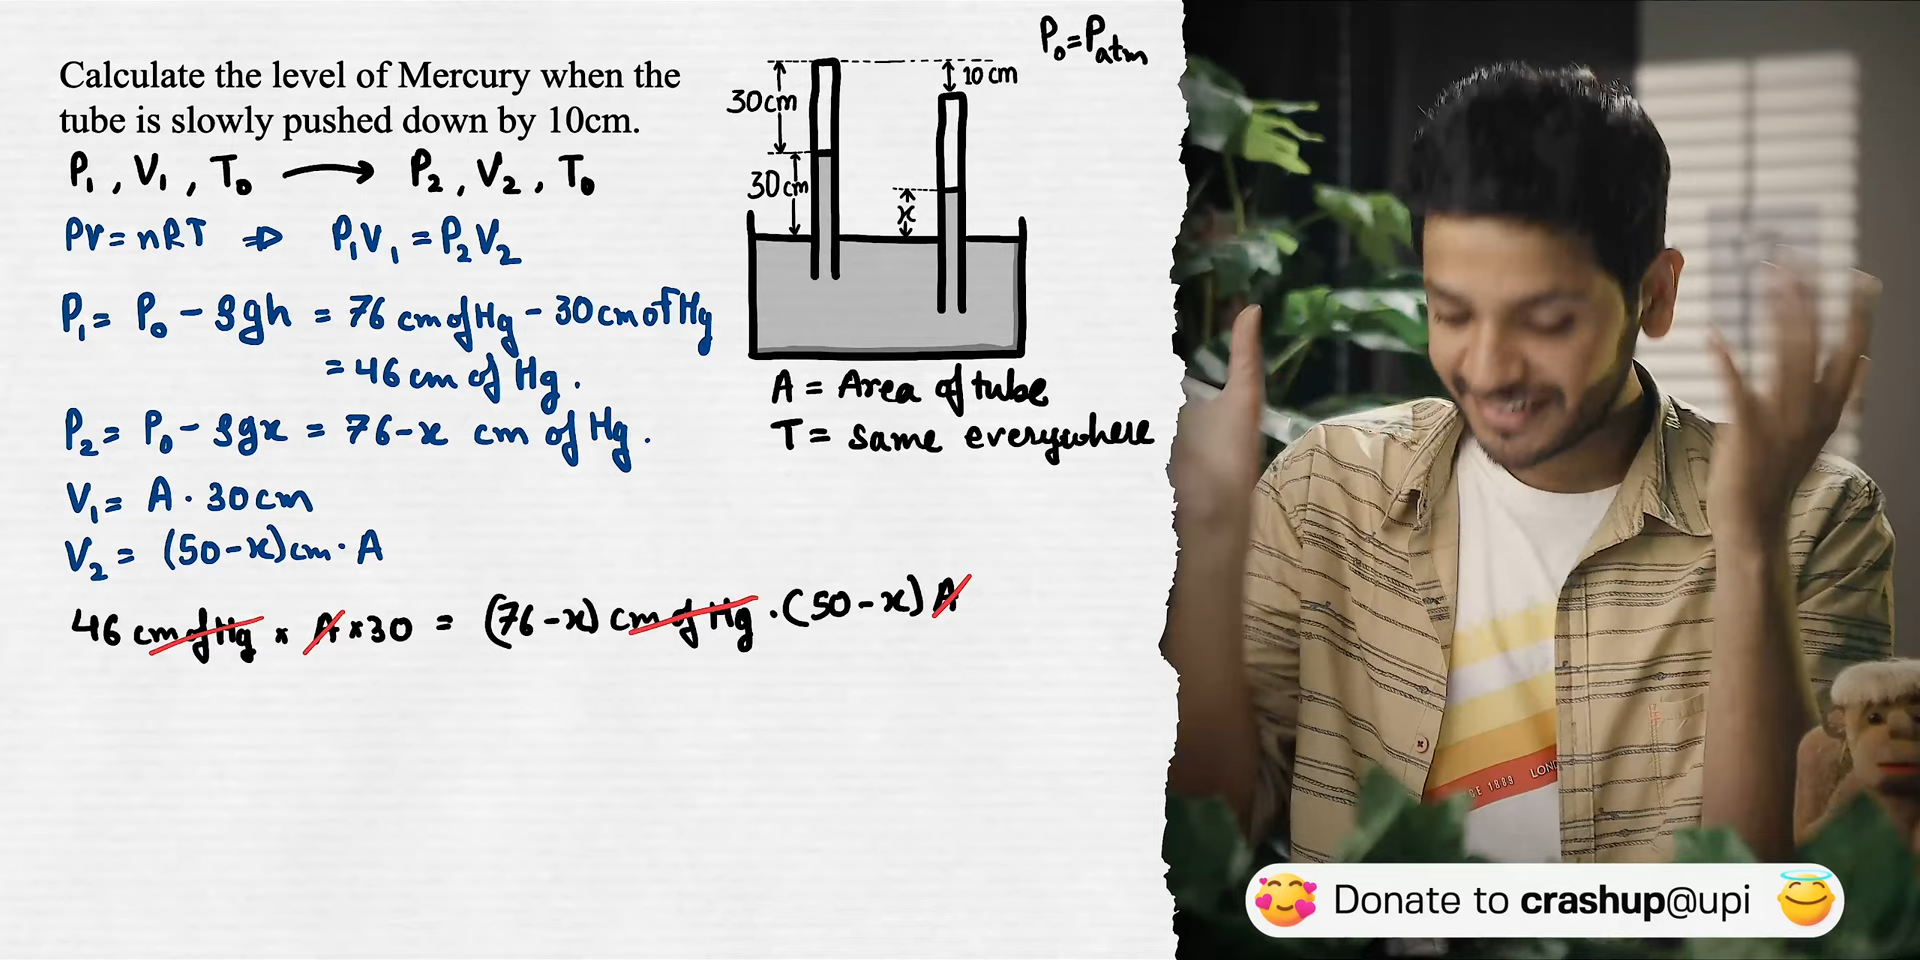 Calculate the level of Mercury when the
tube is slowly pushed down by 10cm.
P₁ , V₁ , T₀ ⟶ P₂ , V₂ , T₀
PV = nRT ⇒ P₁V₁ = P₂V₂
P₁ = P₀ - ρgh = 76 cm of Hg - 30 cm of Hg
= 46 cm of Hg .
P₂ = P₀ - ρgx = 76-x cm of Hg .
V₁ = A . 30 cm
V₂ = (50-x) cm . A
46 cm of Hg × A × 30 = (76-x) cm of Hg . (50-x) A
P₀ = Patm
10 cm
30 cm
30 cm
x
A = Area of tube
T = same everywhere
CE 1889 LOND
Donate to crashup@upi